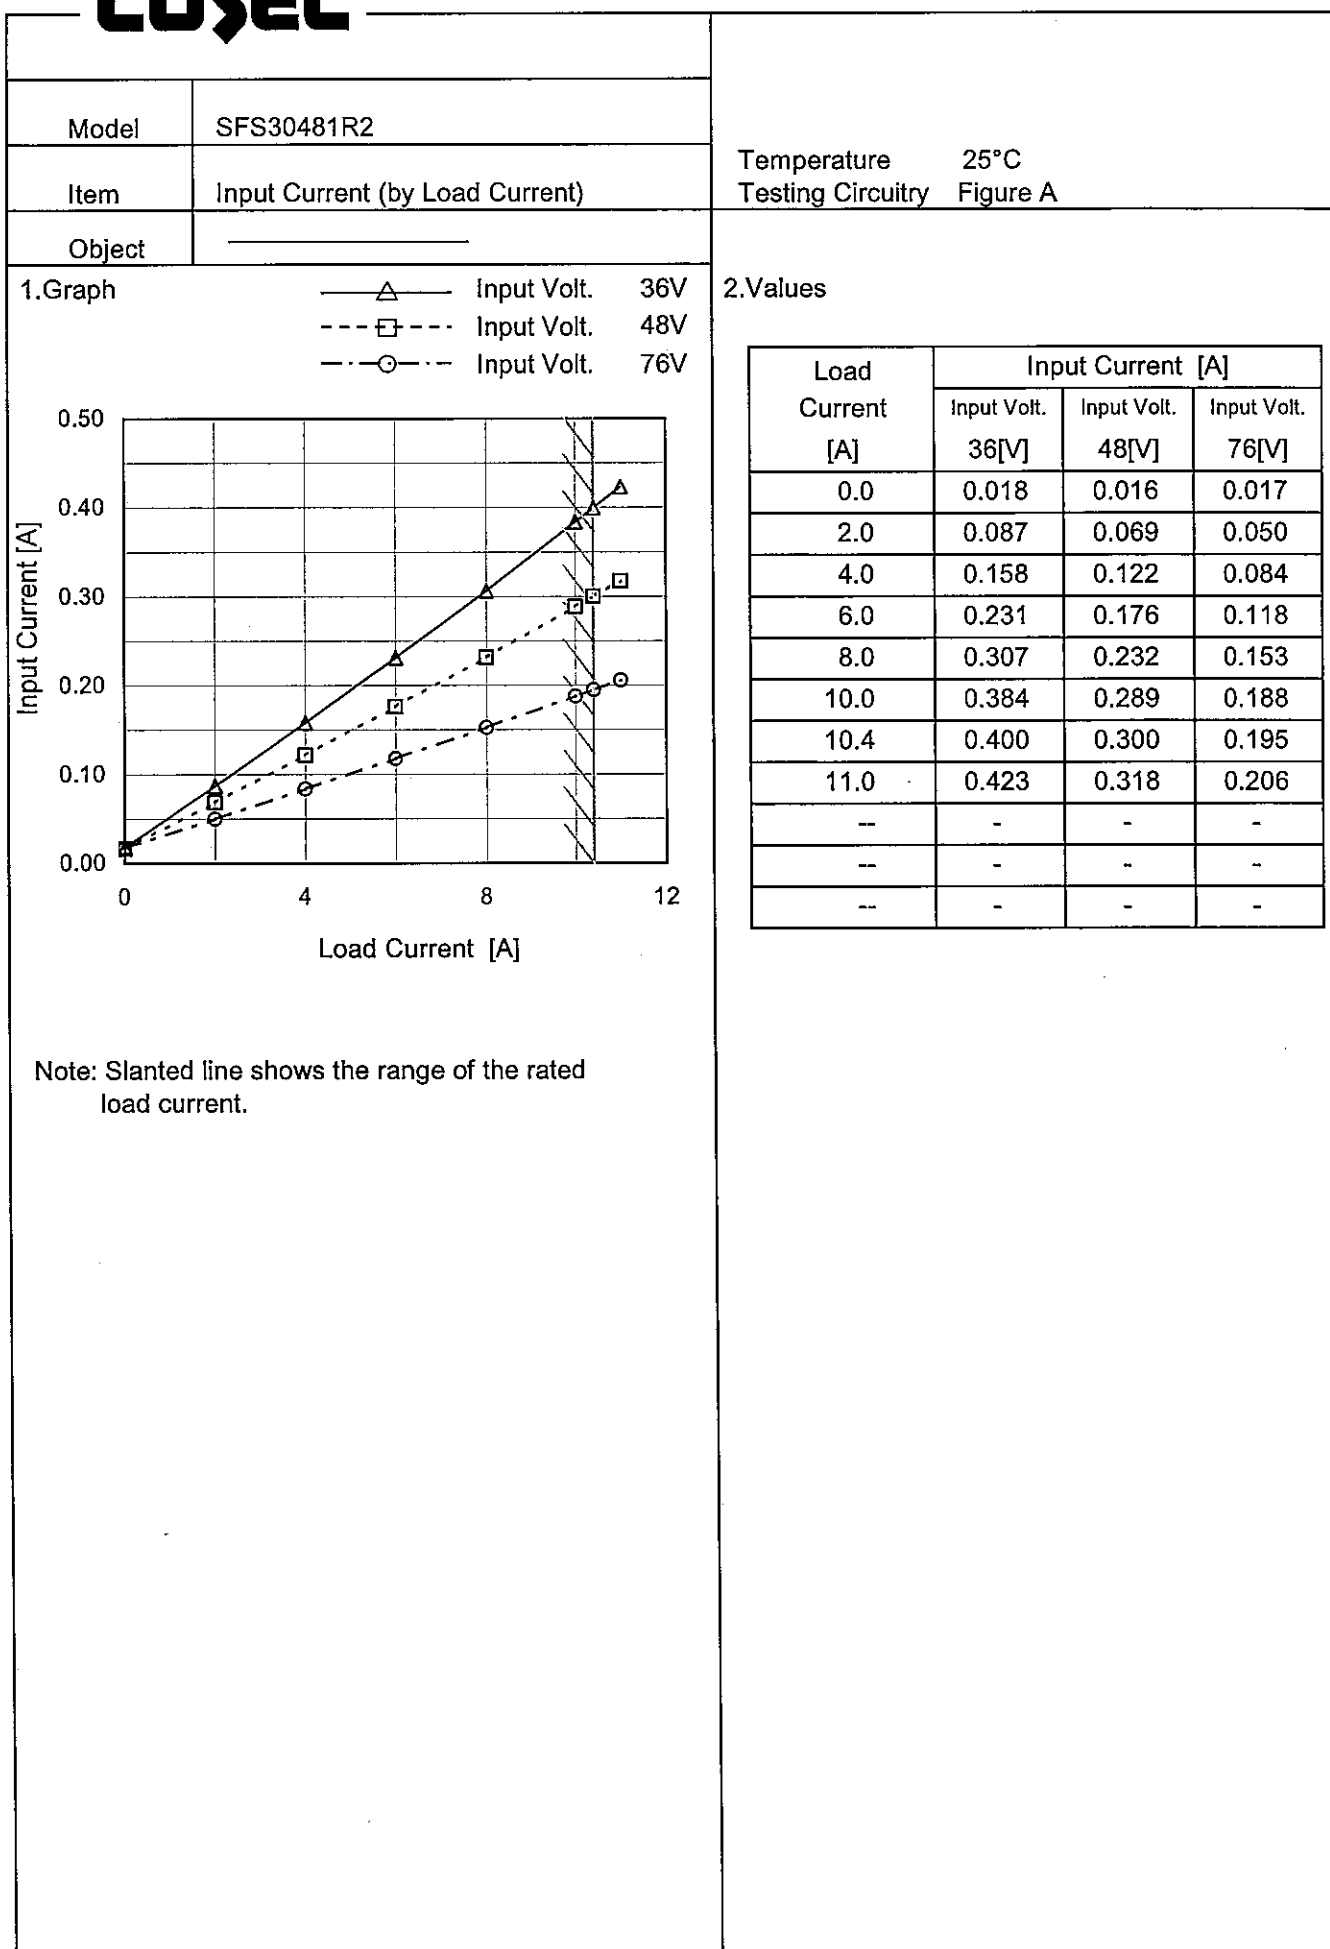 COSEL
Model SFS30481R2
Item Input Current (by Load Current)
Object
Temperature 25°C
Testing Circuitry Figure A
1.Graph
Input Volt. 36V
Input Volt. 48V
Input Volt. 76V
0.50
0.40
0.30
0.20
0.10
0.00
Input Current [A]
0 4 8 12
Load Current [A]
Note: Slanted line shows the range of the rated
load current.
2.Values
Load Input Current [A]
Current Input Volt. Input Volt. Input Volt.
[A] 36[V] 48[V] 76[V]
0.0 0.018 0.016 0.017
2.0 0.087 0.069 0.050
4.0 0.158 0.122 0.084
6.0 0.231 0.176 0.118
8.0 0.307 0.232 0.153
10.0 0.384 0.289 0.188
10.4 0.400 0.300 0.195
11.0 0.423 0.318 0.206
-- - - -
-- - - -
-- - - -